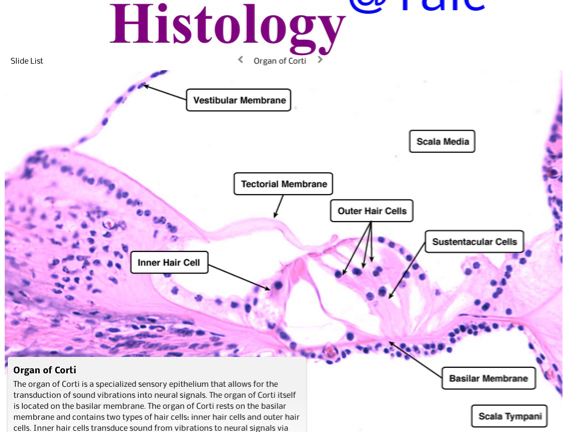 Histology
@Yale
Slide List
Organ of Corti
Vestibular Membrane
Scala Media
Tectorial Membrane
Outer Hair Cells
Sustentacular Cells
Inner Hair Cell
Basilar Membrane
Scala Tympani
Organ of Corti
The organ of Corti is a specialized sensory epithelium that allows for the
transduction of sound vibrations into neural signals. The organ of Corti itself
is located on the basilar membrane. The organ of Corti rests on the basilar
membrane and contains two types of hair cells: inner hair cells and outer hair
cells. Inner hair cells transduce sound from vibrations to neural signals via